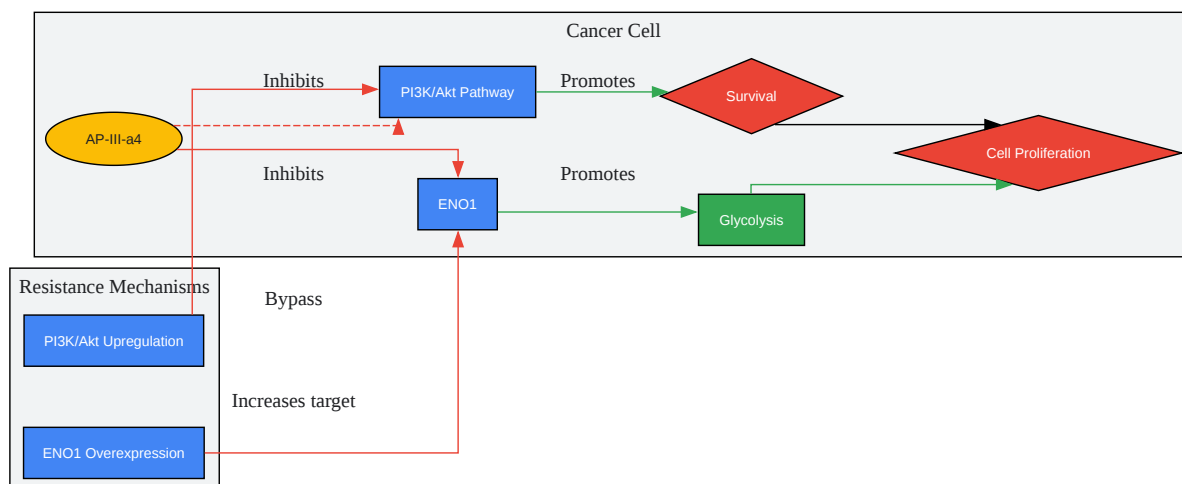 Cancer Cell
Inhibits
PI3K/Akt Pathway
Promotes
Survival
AP-III-a4
Cell Proliferation
Inhibits
ENO1
Promotes
Glycolysis
Resistance Mechanisms
Bypass
PI3K/Akt Upregulation
Increases target
ENO1 Overexpression